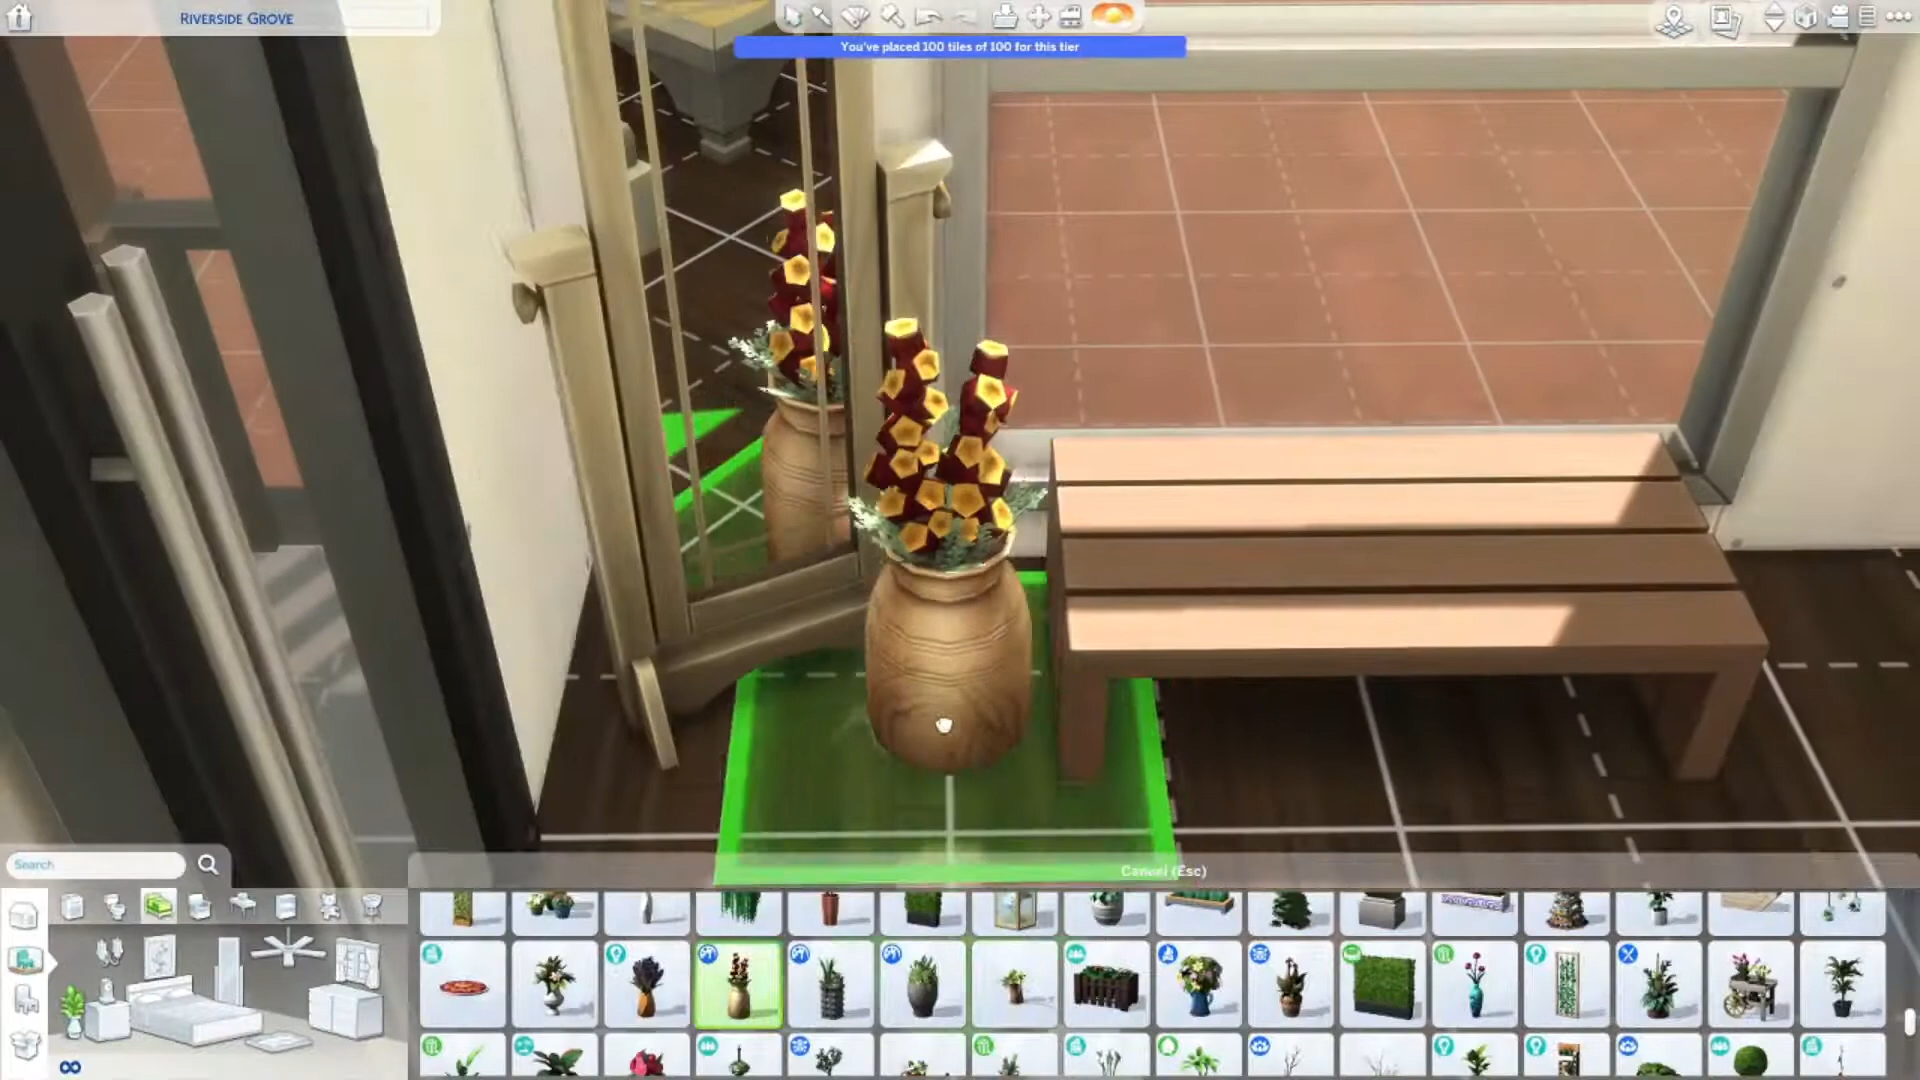 RIVERSIDE GROVE
You've placed 100 tiles of 100 for this tier
Search
Cancel (Esc)